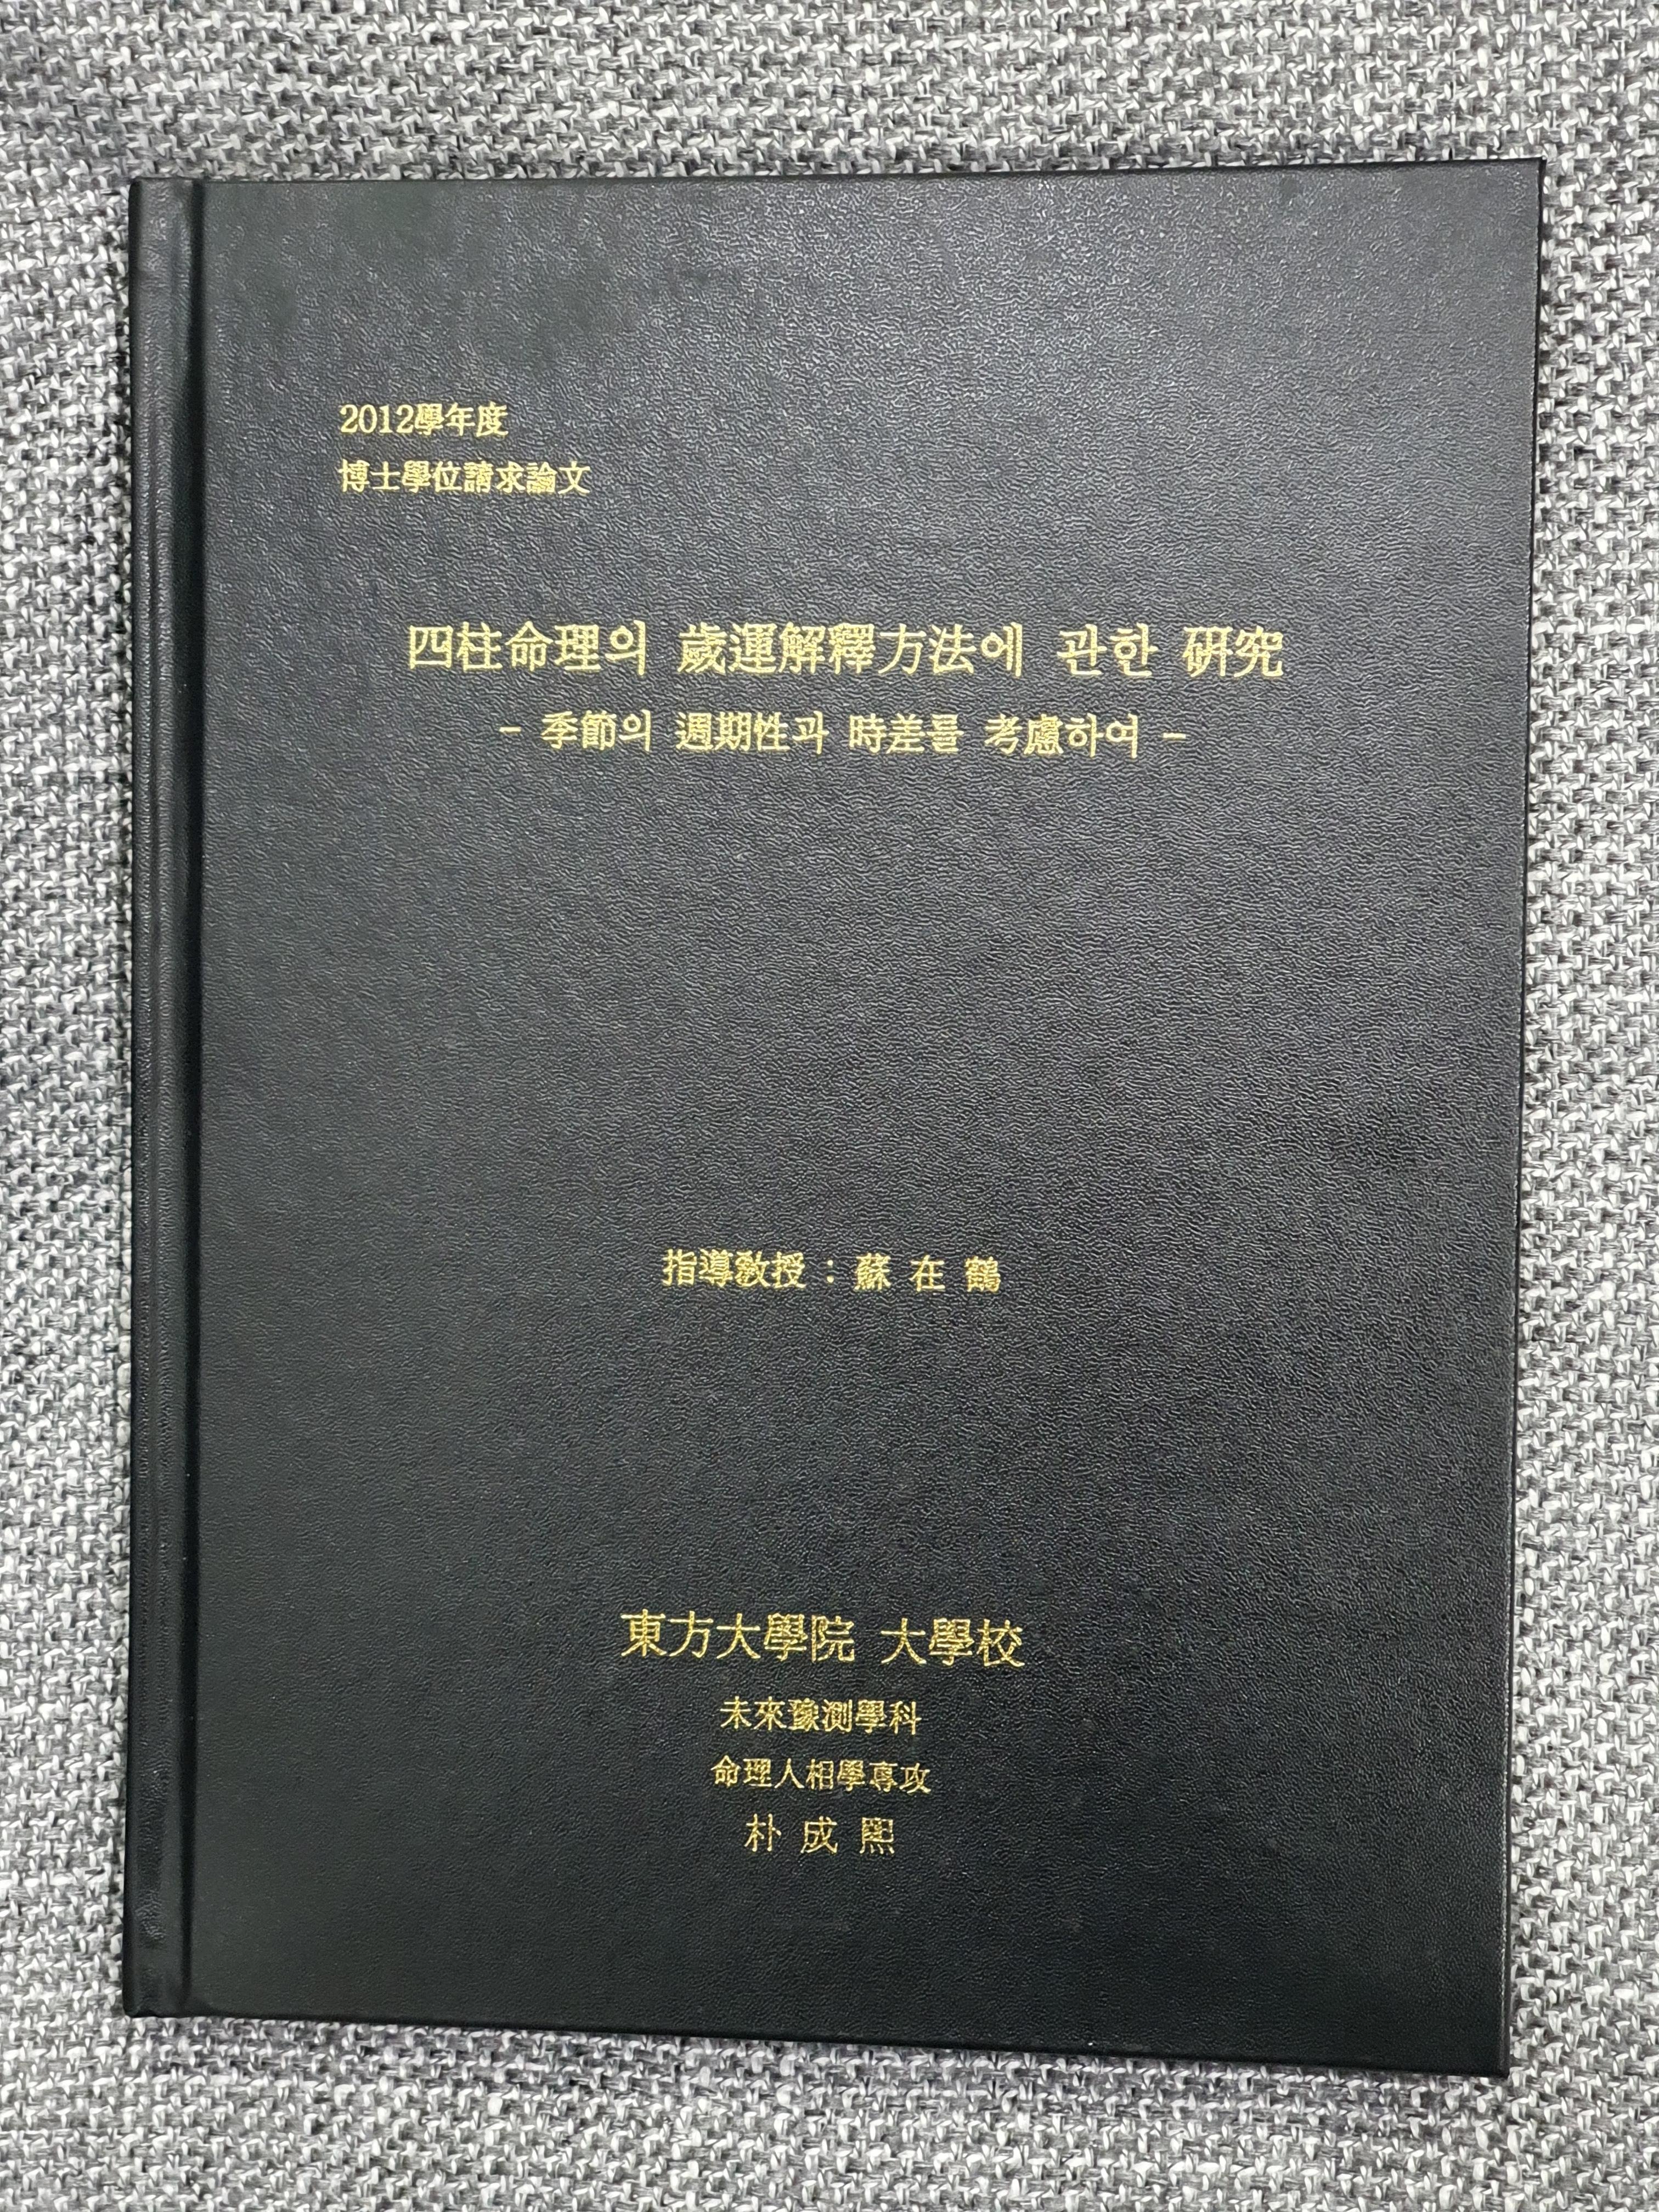 2012學年度
博士學位請求論文
四柱命理의 歲運解釋方法에 관한 研究
- 季節의 週期性과 時差를 考慮하여 -
指導敎授 : 蘇 在 鶴
東方大學院 大學校
未來豫測學科
命理人相學專攻
朴 成 熙